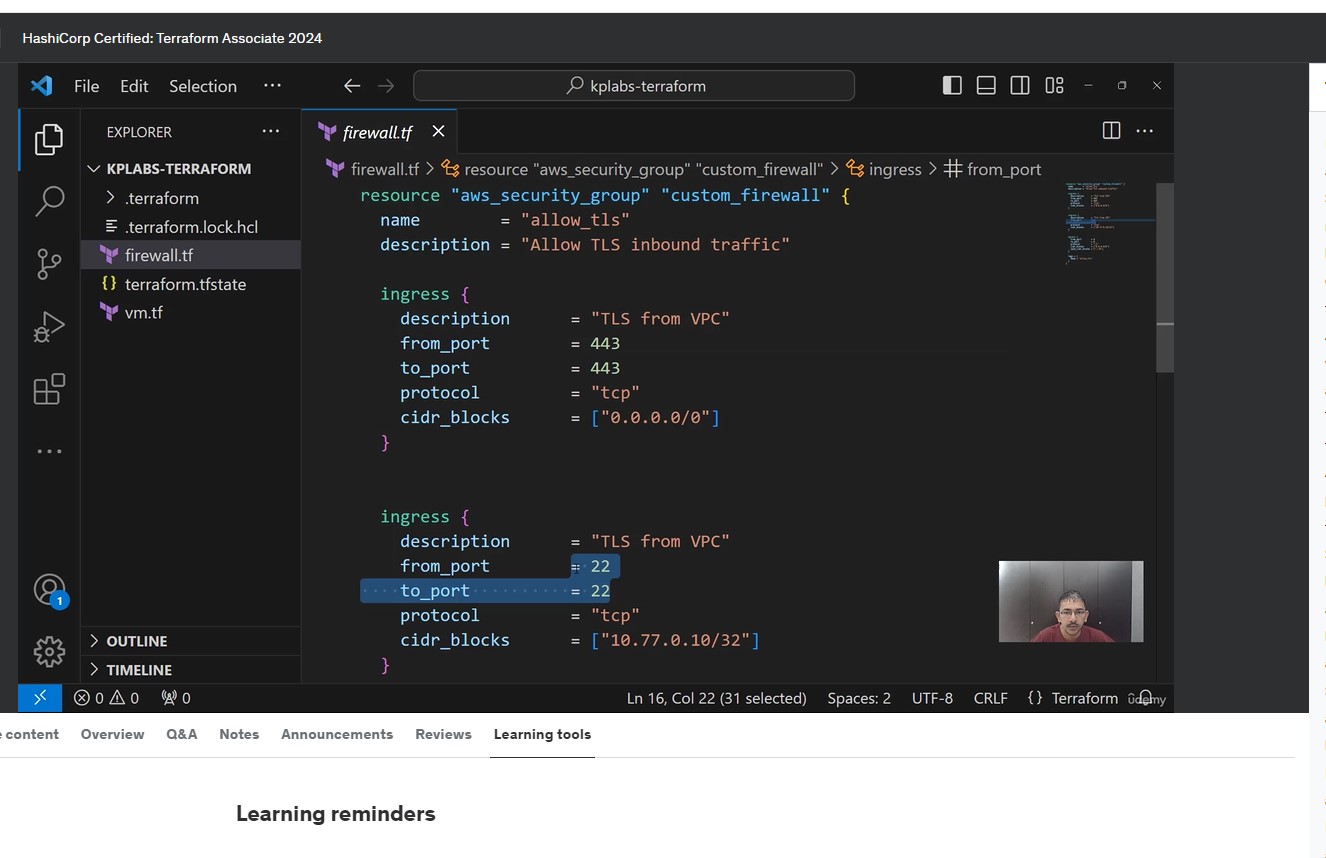 HashiCorp Certified: Terraform Associate 2024
File Edit Selection ··· kplabs-terraform
EXPLORER ···
KPLABS-TERRAFORM
.terraform
.terraform.lock.hcl
firewall.tf
terraform.tfstate
vm.tf
OUTLINE
TIMELINE
1
firewall.tf
firewall.tf > resource "aws_security_group" "custom_firewall" > ingress > from_port
resource "aws_security_group" "custom_firewall" {
name = "allow_tls"
description = "Allow TLS inbound traffic"
ingress {
description = "TLS from VPC"
from_port = 443
to_port = 443
protocol = "tcp"
cidr_blocks = ["0.0.0.0/0"]
}
ingress {
description = "TLS from VPC"
from_port = 22
to_port = 22
protocol = "tcp"
cidr_blocks = ["10.77.0.10/32"]
}
0 0 0 Ln 16, Col 22 (31 selected) Spaces: 2 UTF-8 CRLF {} Terraform
udemy
content Overview Q&A Notes Announcements Reviews Learning tools
Learning reminders